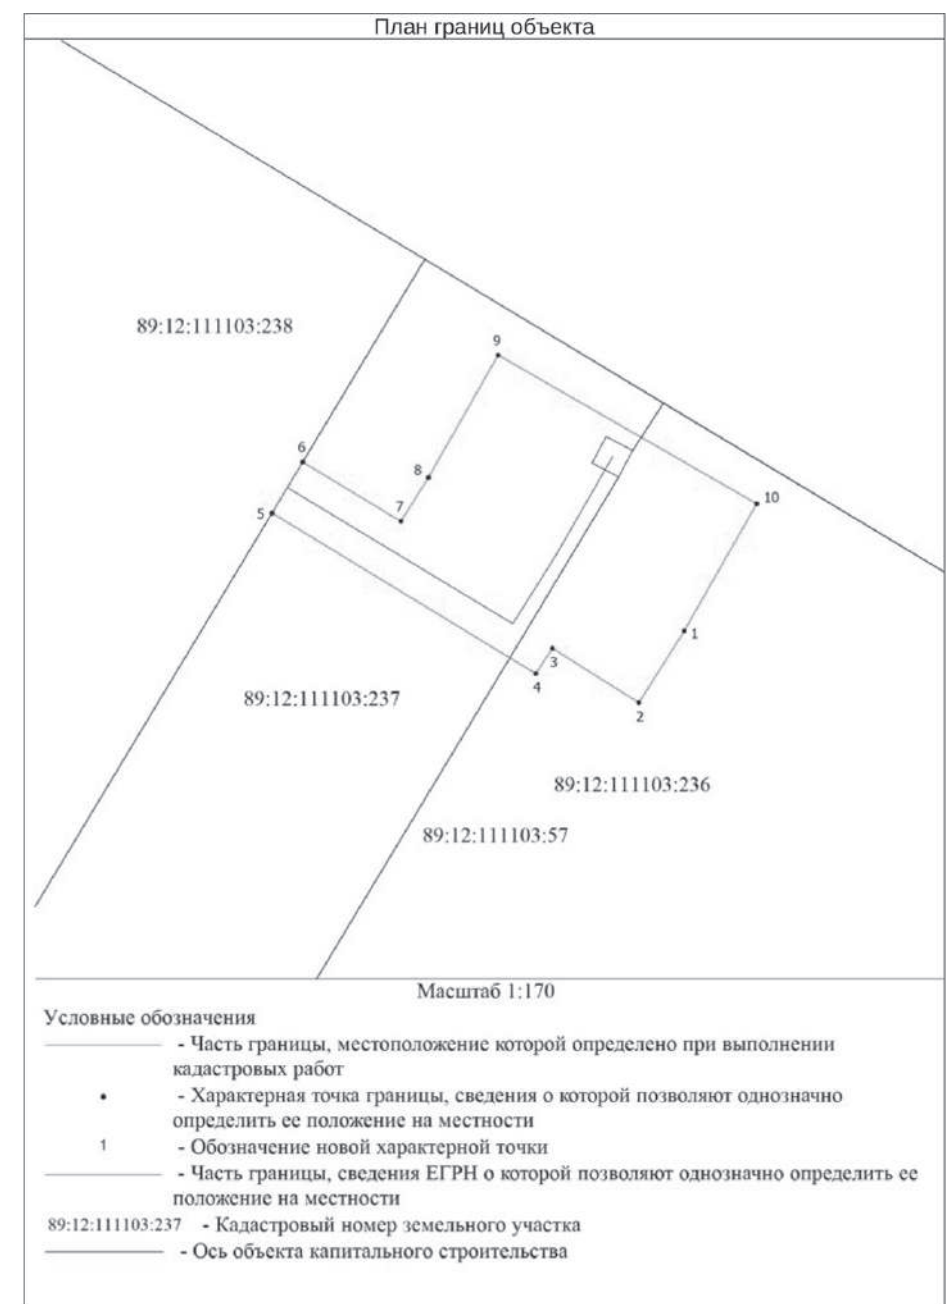 План границ объекта
89:12:111103:238
9
6
8
10
7
5
1
3
4
2
89:12:111103:237
89:12:111103:236
89:12:111103:57
Масштаб 1:170
Условные обозначения
- Часть границы, местоположение которой определено при выполнении
кадастровых работ
- Характерная точка границы, сведения о которой позволяют однозначно
определить ее положение на местности
1 - Обозначение новой характерной точки
- Часть границы, сведения ЕГРН о которой позволяют однозначно определить ее
положение на местности
89:12:111103:237 - Кадастровый номер земельного участка
- Ось объекта капитального строительства